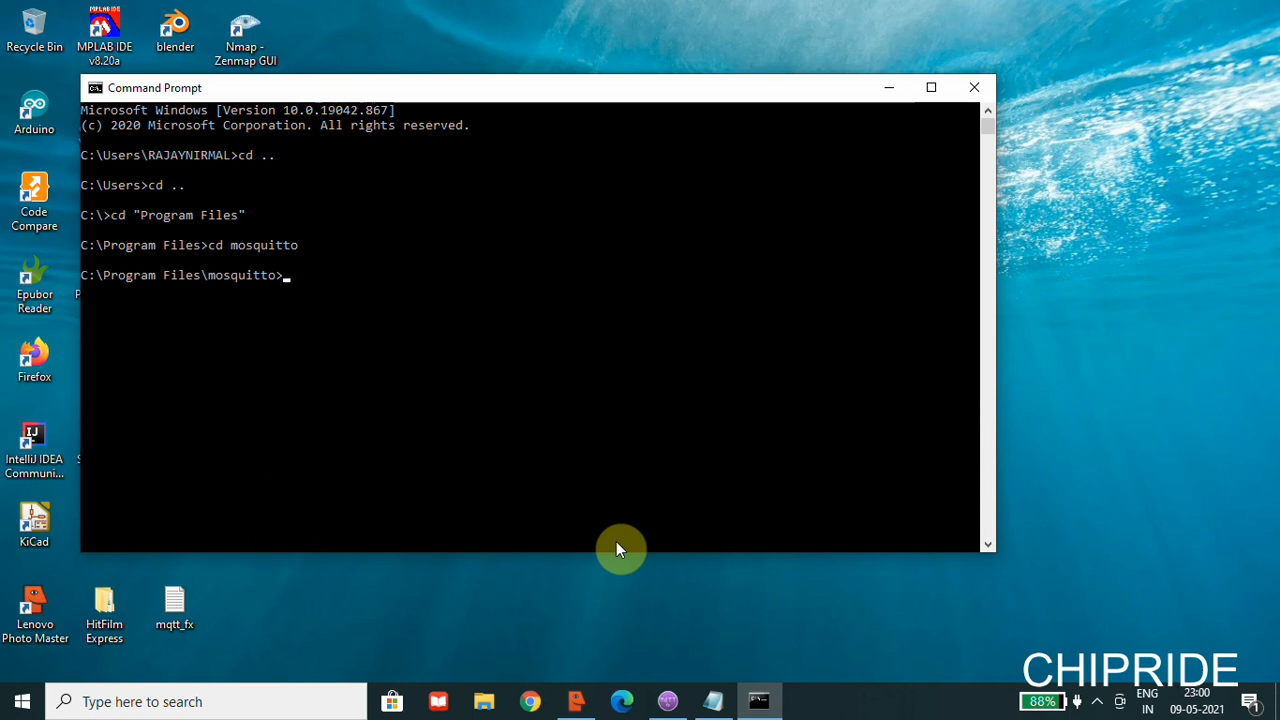 Recycle Bin
MPLAB IDE
v8.20a
blender
Nmap -
Zenmap GUI
Arduino
Code
Compare
Epubor
Reader
Firefox
IntelliJ IDEA
Communi...
KiCad
Lenovo
Photo Master
HitFilm
Express
mqtt_fx
Command Prompt
Microsoft Windows [Version 10.0.19042.867]
(c) 2020 Microsoft Corporation. All rights reserved.
C:\Users\RAJAYNIRMAL>cd ..
C:\Users>cd ..
C:\>cd "Program Files"
C:\Program Files>cd mosquitto
C:\Program Files\mosquitto>
CHIPRIDE
Type here to search
88%
ENG
IN
23:00
09-05-2021
1